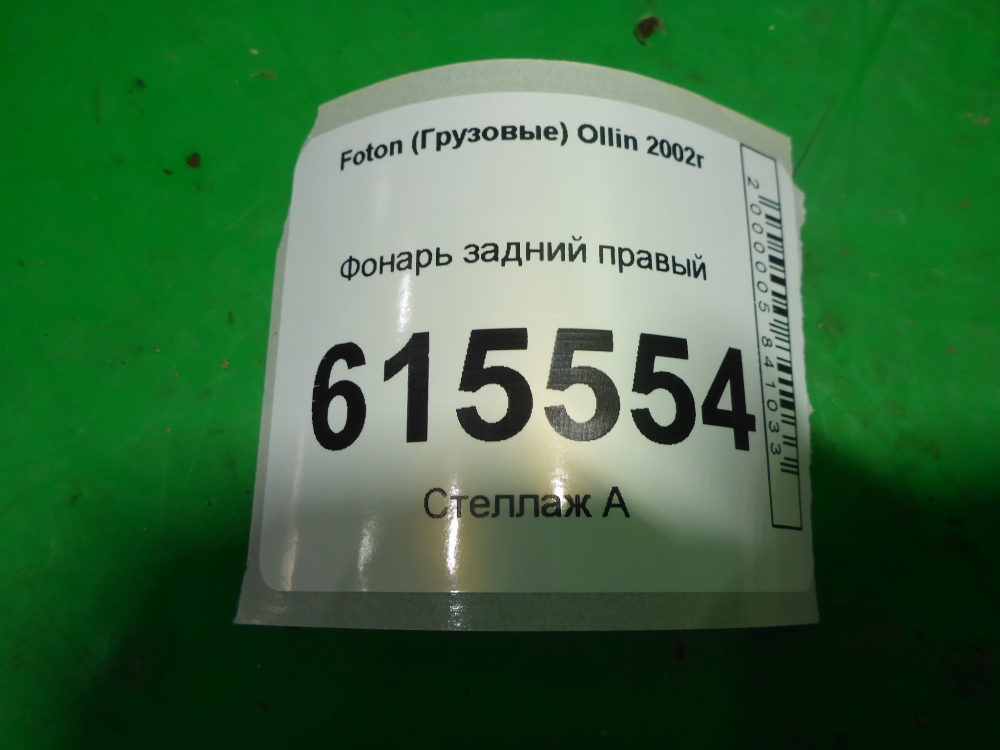 Foton (Грузовые) Ollin 2002г
Фонарь задний правый
615554
Стеллаж А
2000005841033